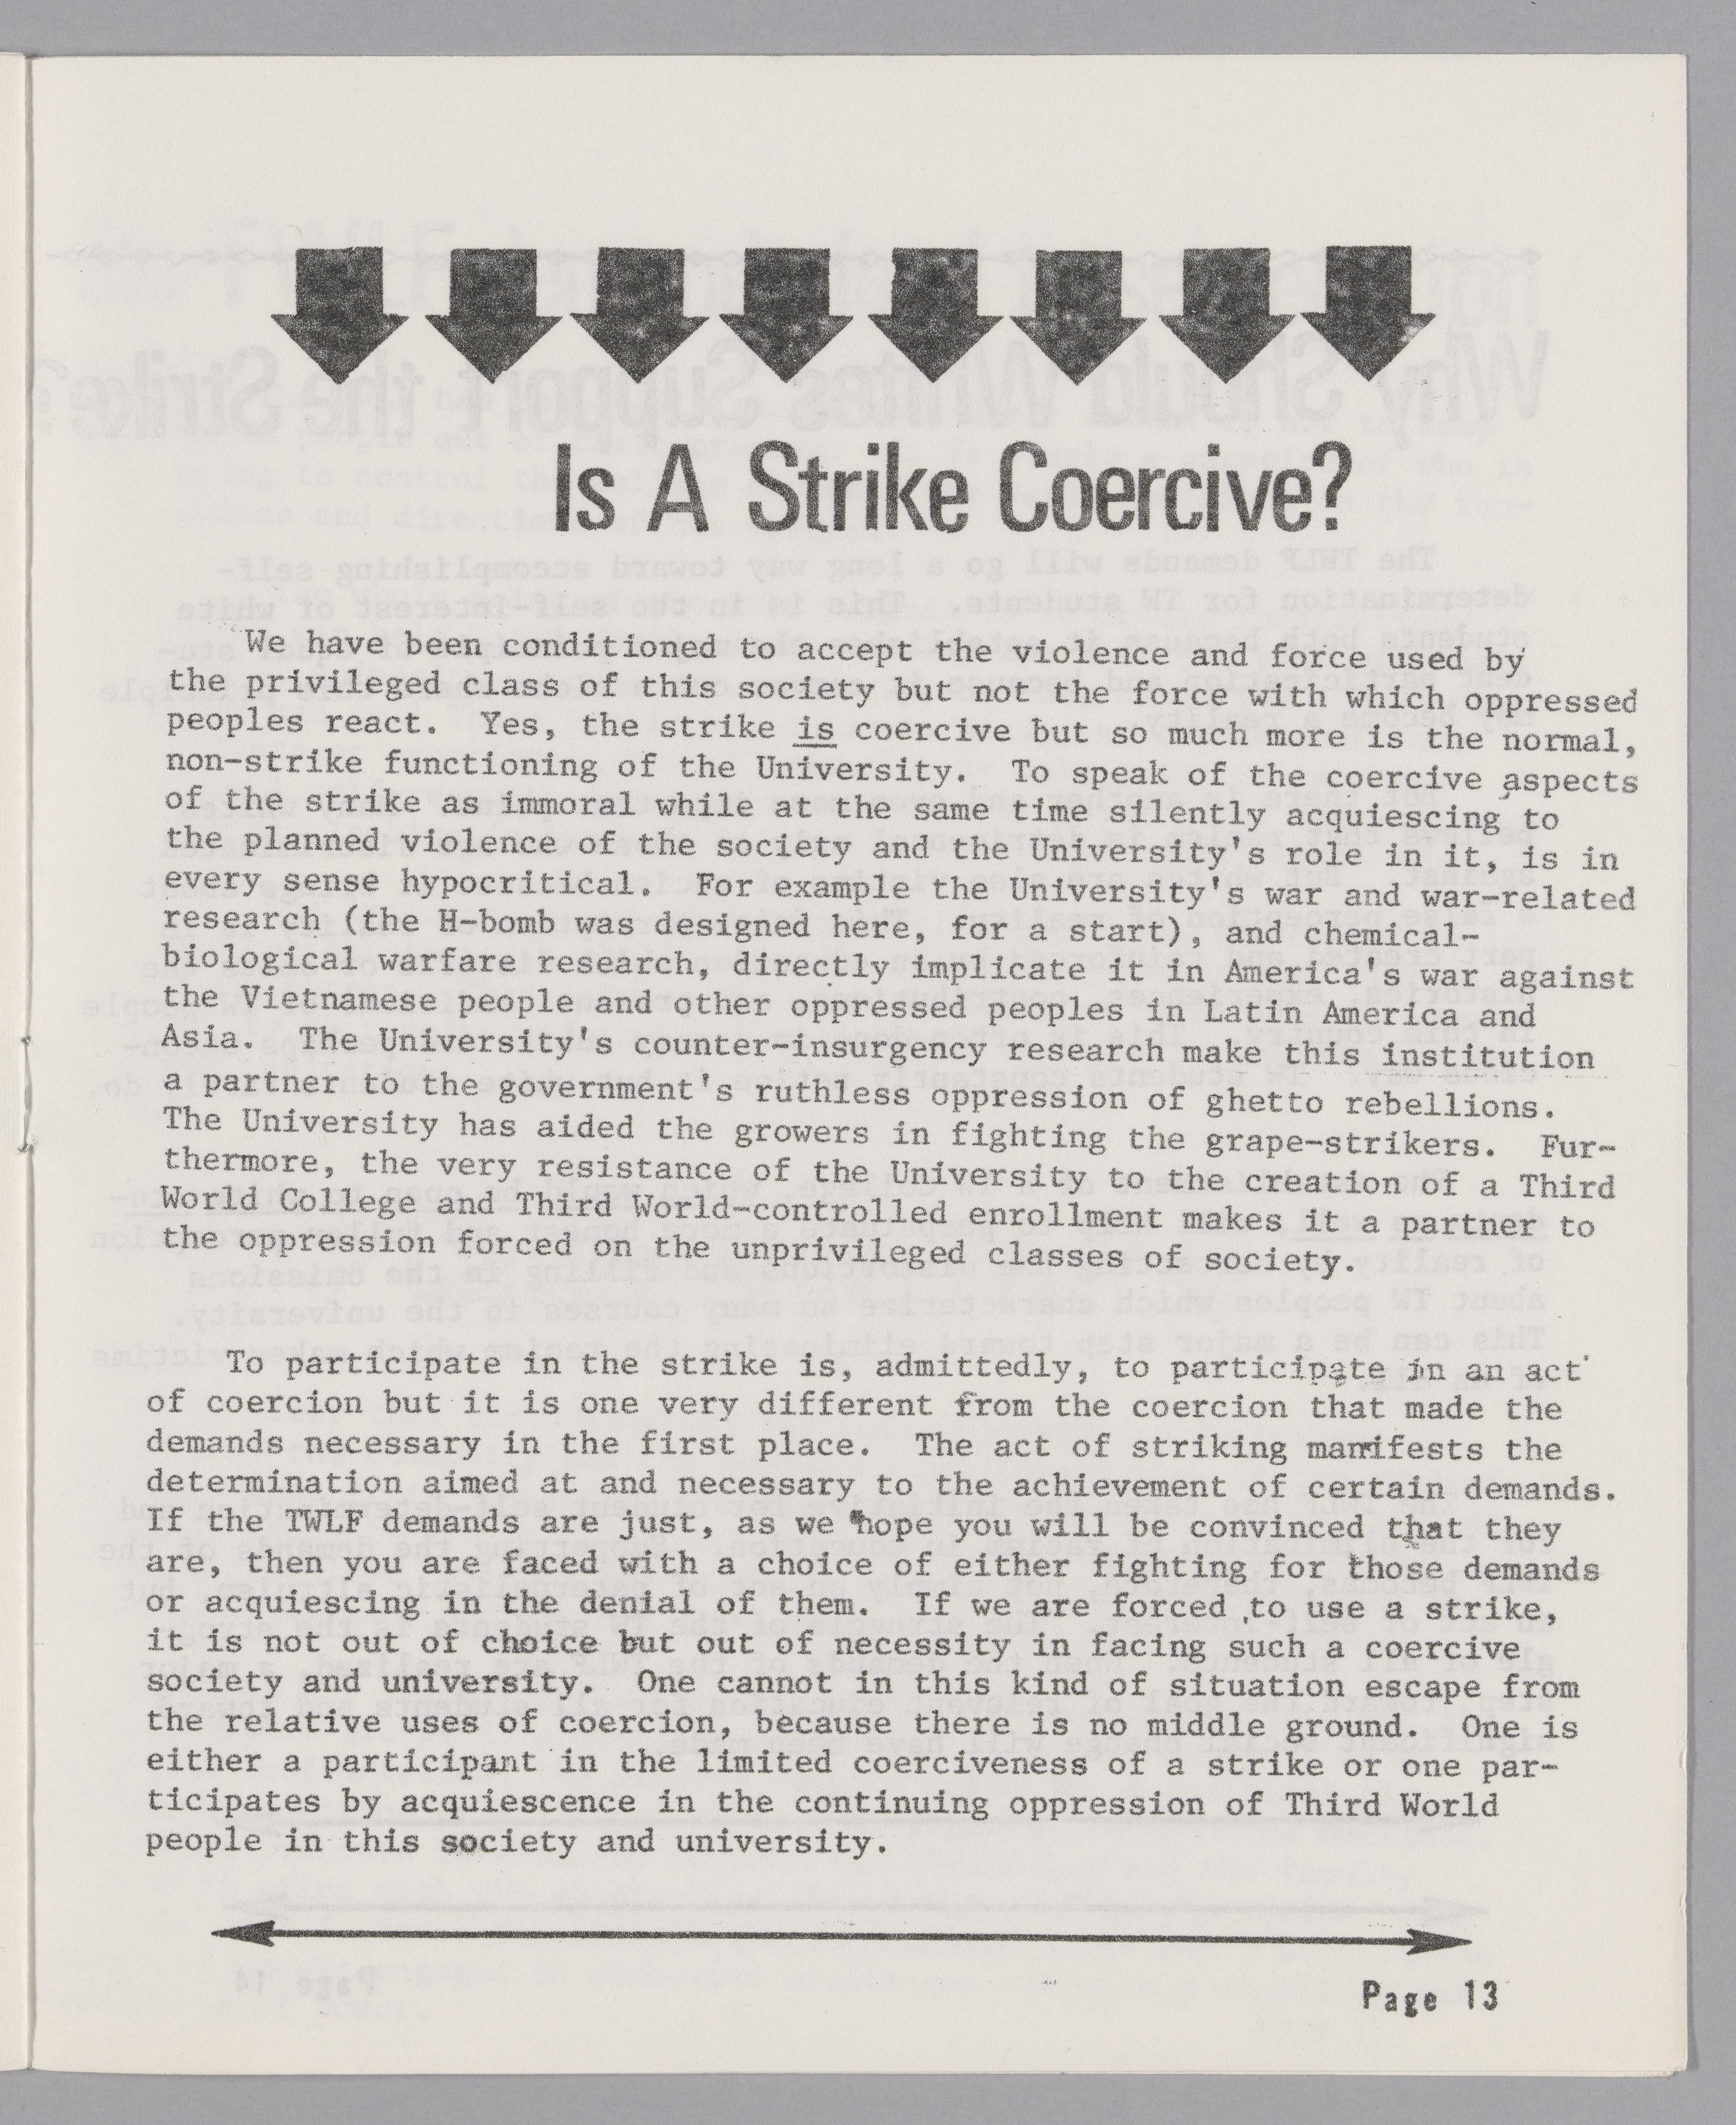 Is A Strike Coercive?
We have been conditioned to accept the violence and force used by
the privileged class of this society but not the force with which oppressed
peoples react. Yes, the strike is coercive but so much more is the normal,
non-strike functioning of the University. To speak of the coercive aspects
of the strike as immoral while at the same time silently acquiescing to
the planned violence of the society and the University's role in it, is in
every sense hypocritical. For example the University's war and war-related
research (the H-bomb was designed here, for a start), and chemical-
biological warfare research, directly implicate it in America's war against
the Vietnamese people and other oppressed peoples in Latin America and
Asia. The University's counter-insurgency research make this institution
a partner to the government's ruthless oppression of ghetto rebellions.
The University has aided the growers in fighting the grape-strikers. Fur-
thermore, the very resistance of the University to the creation of a Third
World College and Third World-controlled enrollment makes it a partner to
the oppression forced on the unprivileged classes of society.
To participate in the strike is, admittedly, to participate in an act
of coercion but it is one very different from the coercion that made the
demands necessary in the first place. The act of striking manifests the
determination aimed at and necessary to the achievement of certain demands.
If the TWLF demands are just, as we hope you will be convinced that they
are, then you are faced with a choice of either fighting for those demands
or acquiescing in the denial of them. If we are forced to use a strike,
it is not out of choice but out of necessity in facing such a coercive
society and university. One cannot in this kind of situation escape from
the relative uses of coercion, because there is no middle ground. One is
either a participant in the limited coerciveness of a strike or one par-
ticipates by acquiescence in the continuing oppression of Third World
people in this society and university.
Page 13